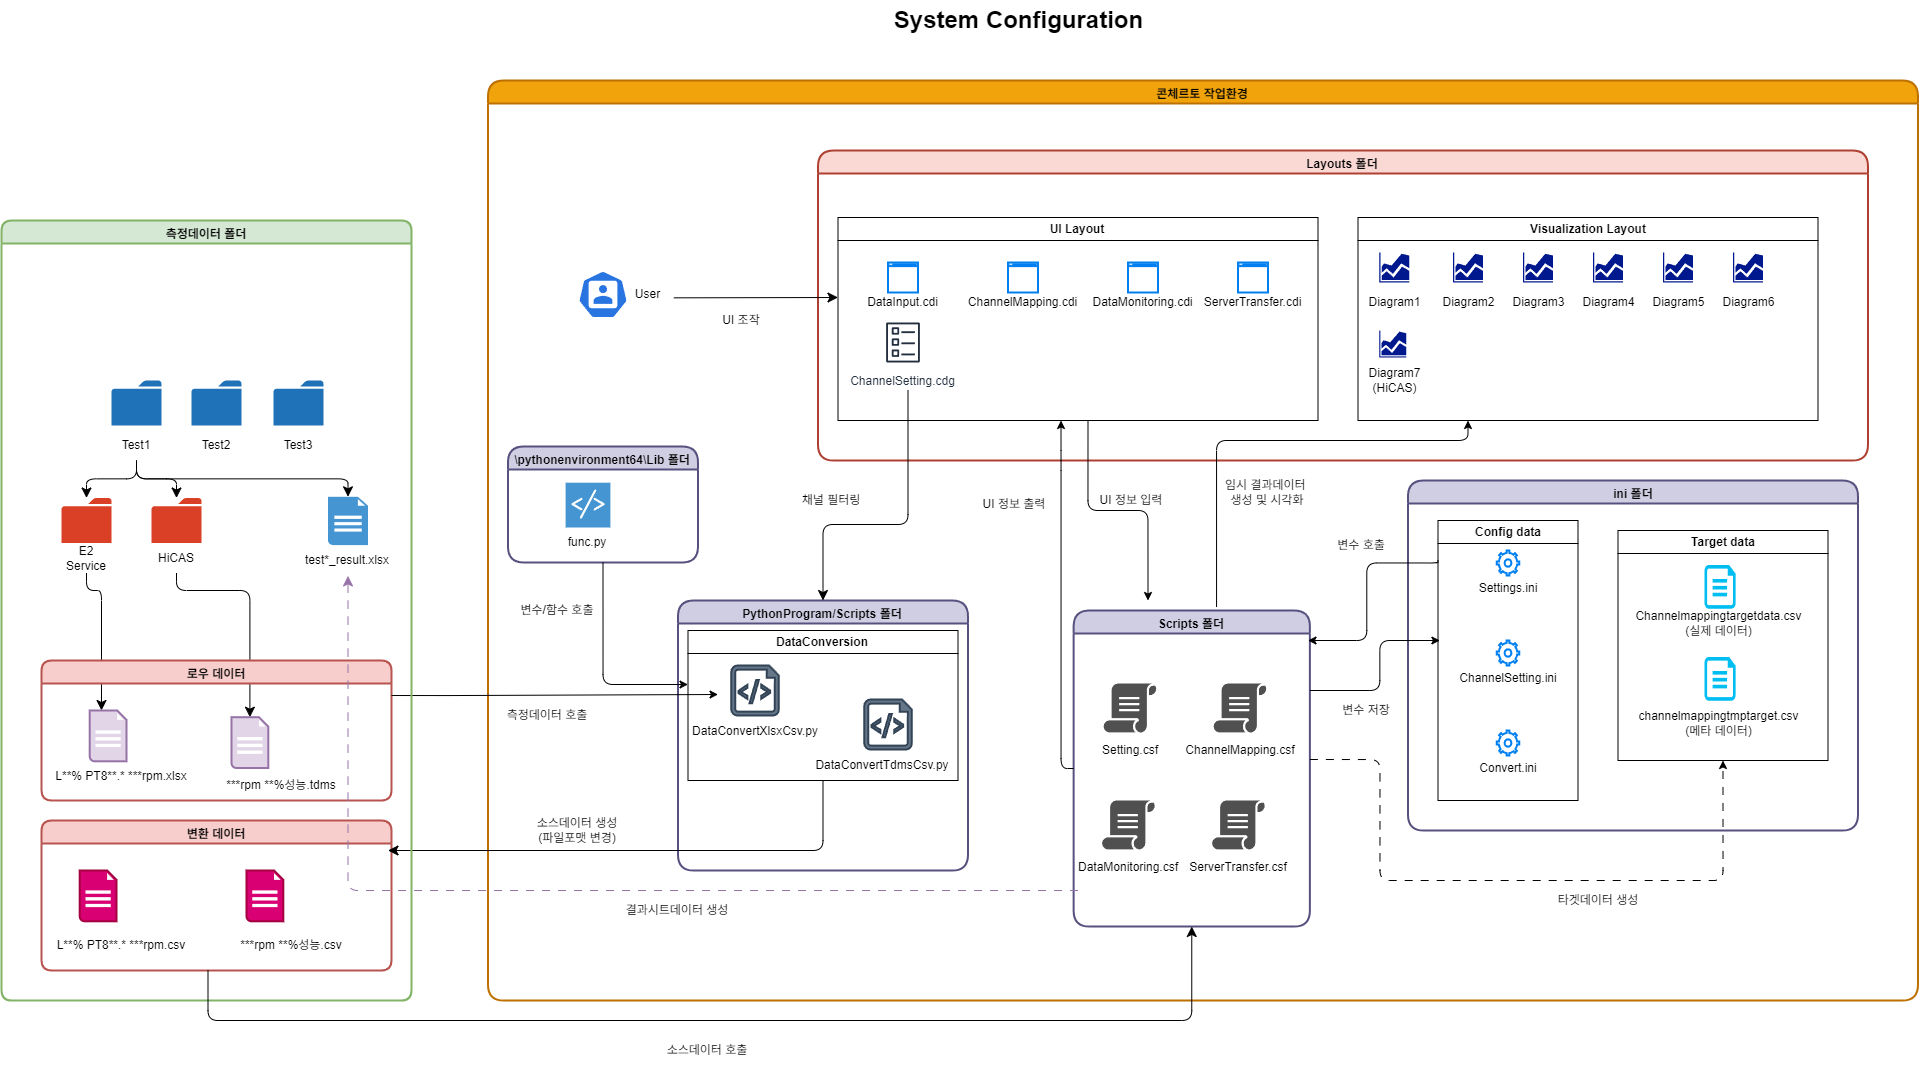 System Configuration
콘체르토 작업환경
Layouts 폴더
UI Layout
DataInput.cdi
ChannelMapping.cdi
DataMonitoring.cdi
ServerTransfer.cdi
ChannelSetting.cdg
Visualization Layout
Diagram1
Diagram2
Diagram3
Diagram4
Diagram5
Diagram6
Diagram7
(HiCAS)
User
UI 조작
측정데이터 폴더
Test1
Test2
Test3
E2
Service
HiCAS
test*_result.xlsx
로우 데이터
L**% PT8**.* ***rpm.xlsx
***rpm **%성능.tdms
변환 데이터
L**% PT8**.* ***rpm.csv
***rpm **%성능.csv
\pythonenvironment64\Lib 폴더
func.py
변수/함수 호출
채널 필터링
UI 정보 출력
UI 정보 입력
임시 결과데이터
생성 및 시각화
PythonProgram/Scripts 폴더
DataConversion
DataConvertXlsxCsv.py
DataConvertTdmsCsv.py
측정데이터 호출
소스데이터 생성
(파일포맷 변경)
결과시트데이터 생성
소스데이터 호출
Scripts 폴더
Setting.csf
ChannelMapping.csf
DataMonitoring.csf
ServerTransfer.csf
변수 호출
변수 저장
타겟데이터 생성
ini 폴더
Config data
Settings.ini
ChannelSetting.ini
Convert.ini
Target data
Channelmappingtargetdata.csv
(실제 데이터)
channelmappingtmptarget.csv
(메타 데이터)